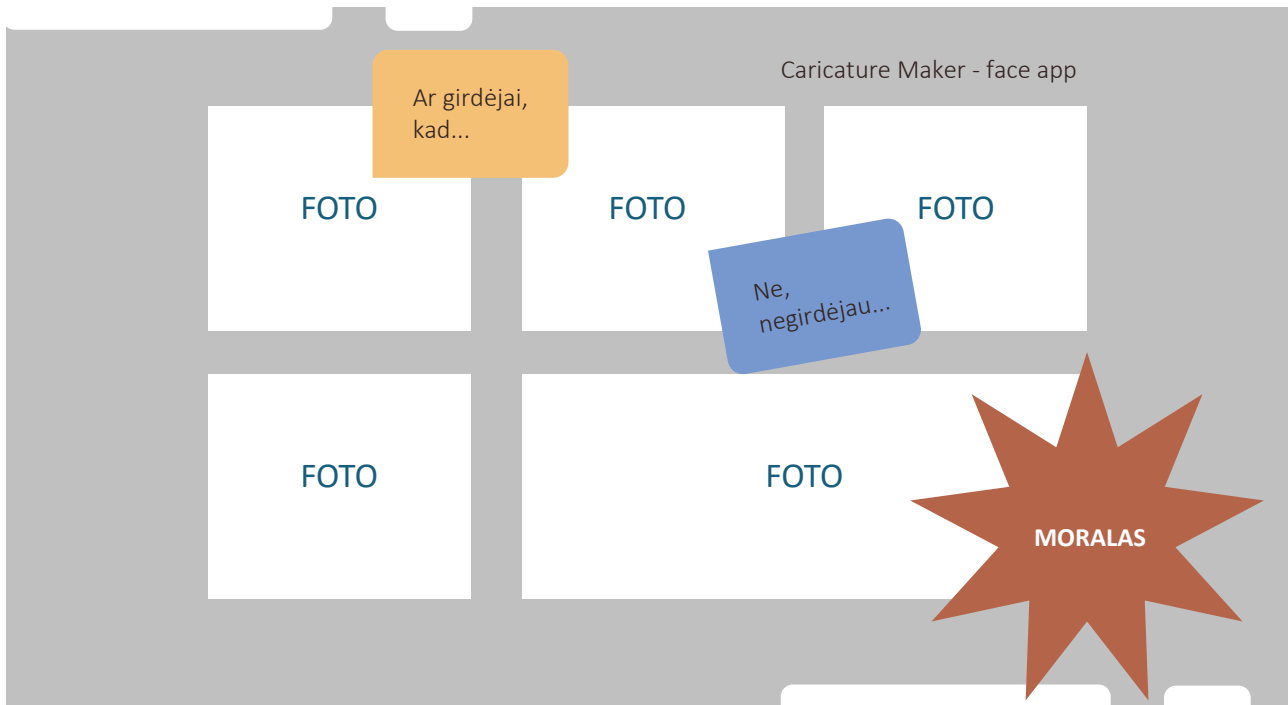 Caricature Maker - face app
Ar girdėjai,
kad...
FOTO
FOTO
FOTO
Ne,
negirdėjau...
FOTO
FOTO
MORALAS